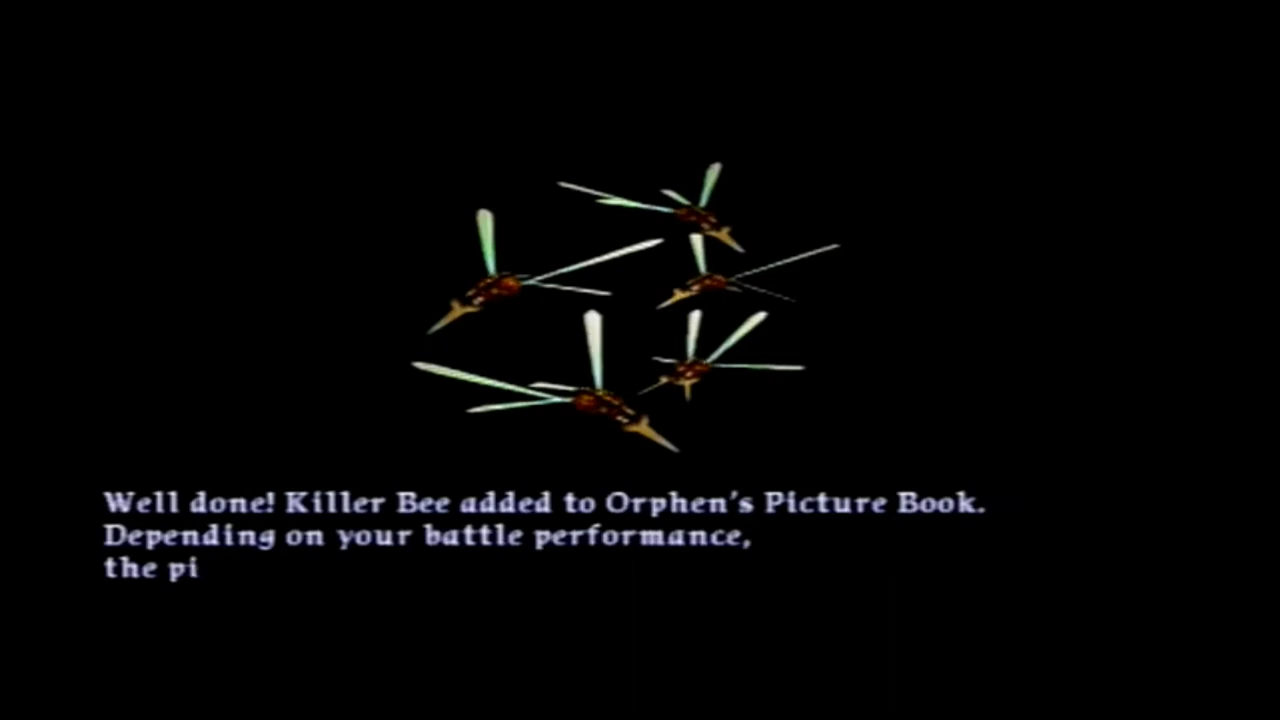 Well done! Killer Bee added to Orphen's Picture Book.
Depending on your battle performance,
the pi